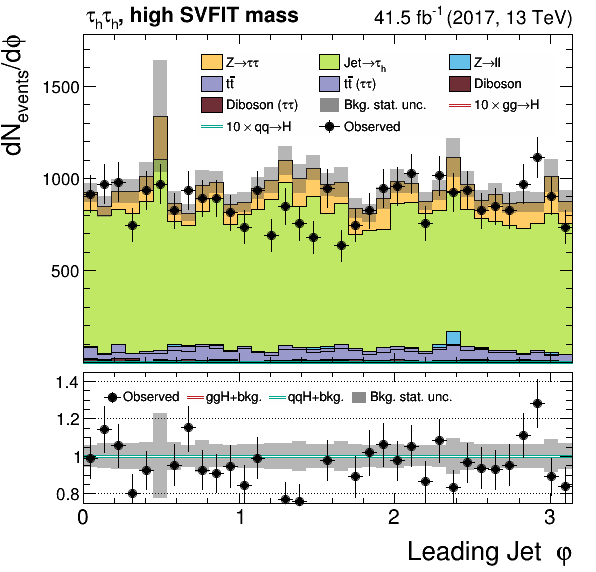 τhτh, high SVFIT mass 41.5 fb⁻¹ (2017, 13 TeV)
dNevents/dϕ
1500
1000
500
Z→ττ Jet→τh Z→ll
tt̄ tt̄ (ττ) Diboson
Diboson (ττ) Bkg. stat. unc. 10 × gg→H
10 × qq→H Observed
1.4
1.2
1
0.8
Observed ggH+bkg. qqH+bkg. Bkg. stat. unc.
0 1 2 3
Leading Jet φ